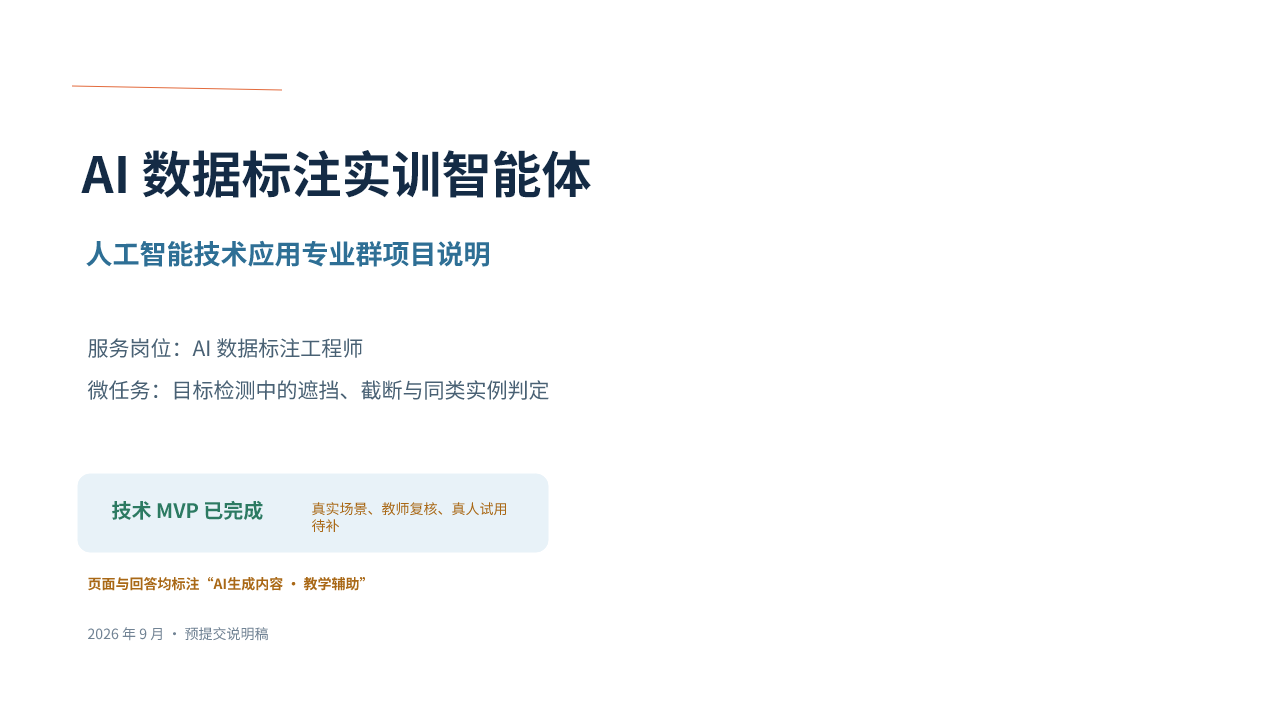 AI 数据标注实训智能体
人工智能技术应用专业群项目说明
服务岗位：AI 数据标注工程师
微任务：目标检测中的遮挡、截断与同类实例判定
技术 MVP 已完成
真实场景、教师复核、真人试用
待补
页面与回答均标注“AI生成内容 · 教学辅助”
2026 年 9 月 · 预提交说明稿